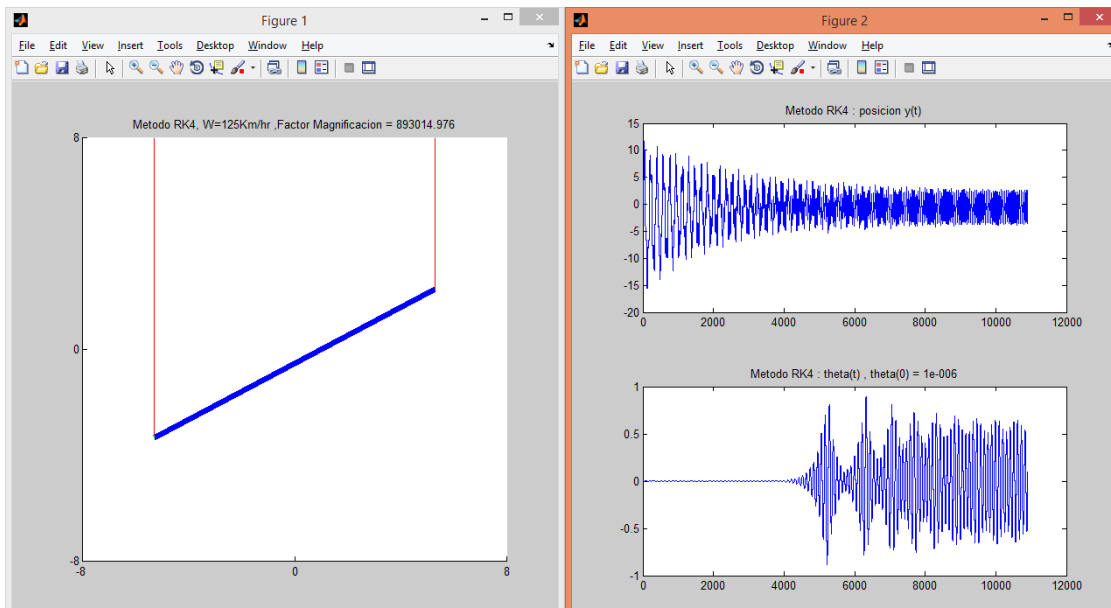 Figure 1
File Edit View Insert Tools Desktop Window Help
Metodo RK4, W=125Km/hr ,Factor Magnificacion = 893014.976
8
0
-8
-8 0 8
Figure 2
File Edit View Insert Tools Desktop Window Help
Metodo RK4 : posicion y(t)
15
10
5
0
-5
-10
-15
-20
0 2000 4000 6000 8000 10000 12000
Metodo RK4 : theta(t) , theta(0) = 1e-006
1
0.5
0
-0.5
-1
0 2000 4000 6000 8000 10000 12000